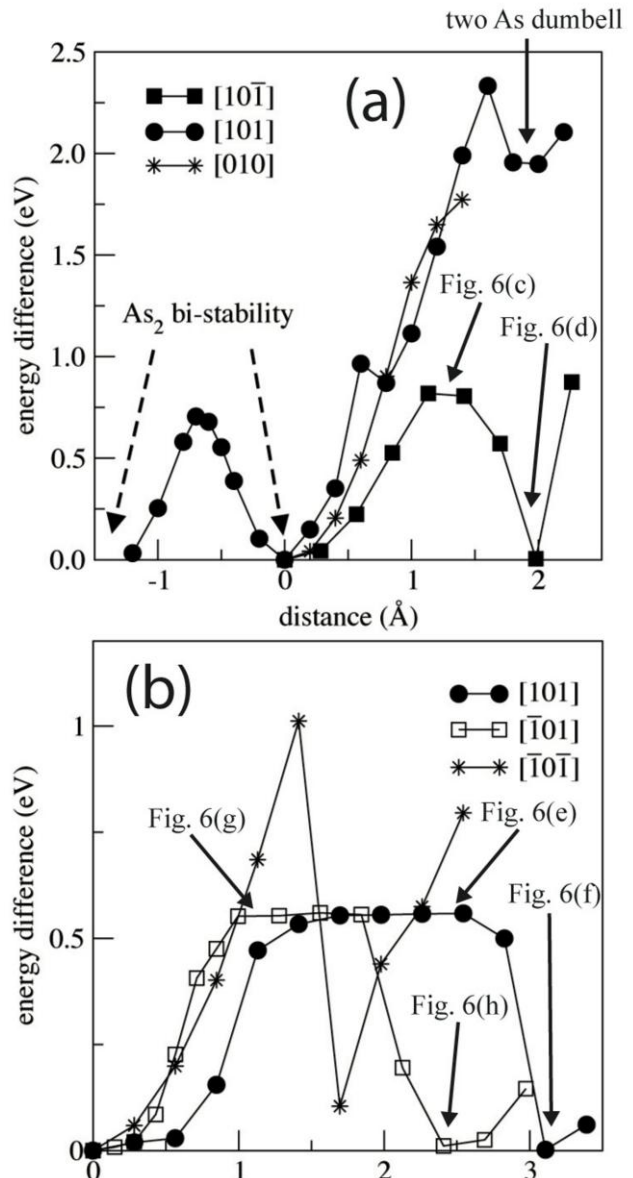 two As dumbell
2.5
2.0
1.5
1.0
0.5
0.0
energy difference (eV)
[101̅]
[101]
[010]
(a)
As₂ bi-stability
Fig. 6(c)
Fig. 6(d)
-1
0
1
2
distance (Å)
(b)
[101]
[1̅01]
[1̅01̅]
1
0.5
0
energy difference (eV)
Fig. 6(g)
Fig. 6(e)
Fig. 6(f)
Fig. 6(h)
0
1
2
3